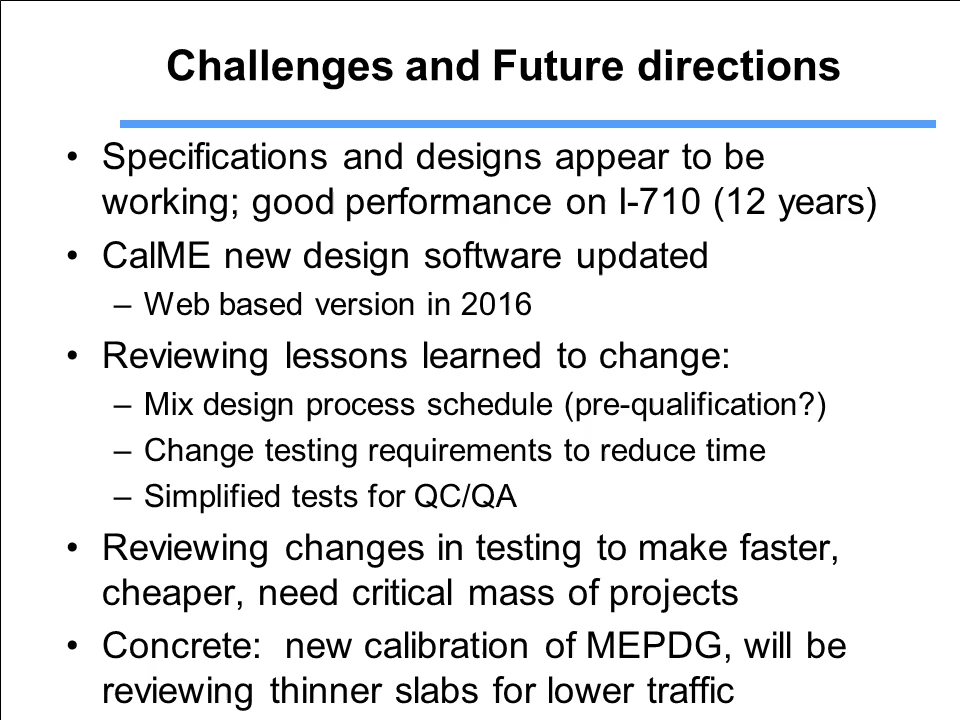 Challenges and Future directions
• Specifications and designs appear to be
working; good performance on I-710 (12 years)
• CalME new design software updated
– Web based version in 2016
• Reviewing lessons learned to change:
– Mix design process schedule (pre-qualification?)
– Change testing requirements to reduce time
– Simplified tests for QC/QA
• Reviewing changes in testing to make faster,
cheaper, need critical mass of projects
• Concrete:  new calibration of MEPDG, will be
reviewing thinner slabs for lower traffic